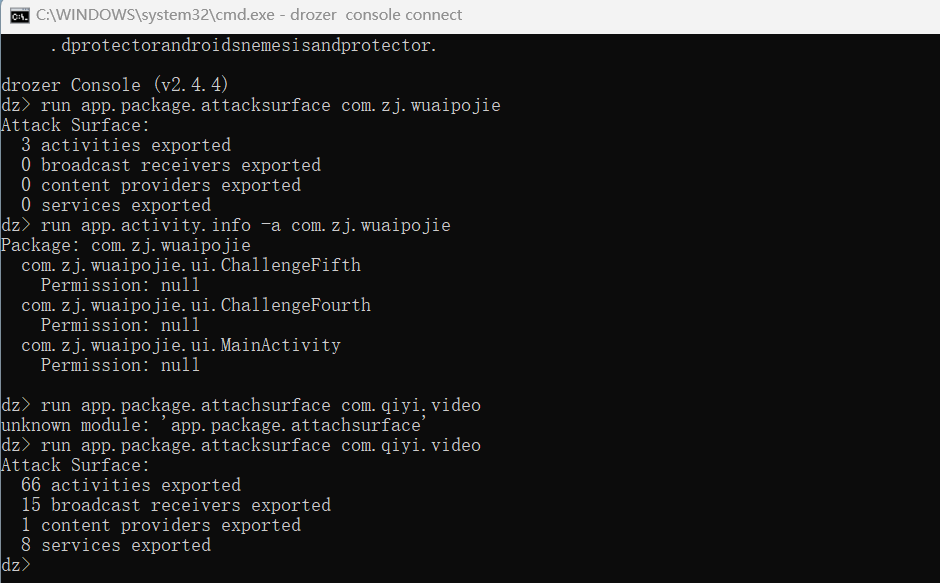 C:\WINDOWS\system32\cmd.exe - drozer  console connect
.dprotectorandroidsnemesisandprotector.
drozer Console (v2.4.4)
dz> run app.package.attacksurface com.zj.wuaipojie
Attack Surface:
3 activities exported
0 broadcast receivers exported
0 content providers exported
0 services exported
dz> run app.activity.info -a com.zj.wuaipojie
Package: com.zj.wuaipojie
com.zj.wuaipojie.ui.ChallengeFifth
Permission: null
com.zj.wuaipojie.ui.ChallengeFourth
Permission: null
com.zj.wuaipojie.ui.MainActivity
Permission: null
dz> run app.package.attachsurface com.qiyi.video
unknown module: 'app.package.attachsurface'
dz> run app.package.attacksurface com.qiyi.video
Attack Surface:
66 activities exported
15 broadcast receivers exported
1 content providers exported
8 services exported
dz>